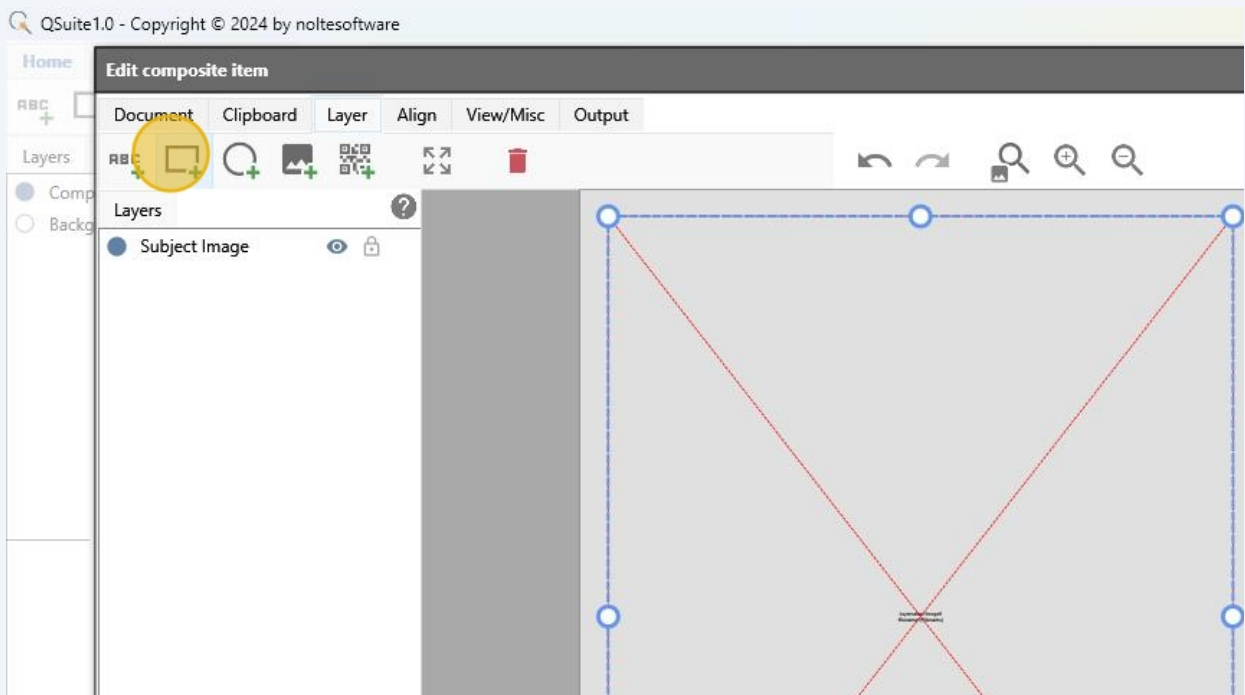 QSuite1.0 - Copyright © 2024 by noltesoftware
Home
Edit composite item
Document Clipboard Layer Align View/Misc Output
ABC
ABC
Layers
Layers
Comp
Subject Image
Backg